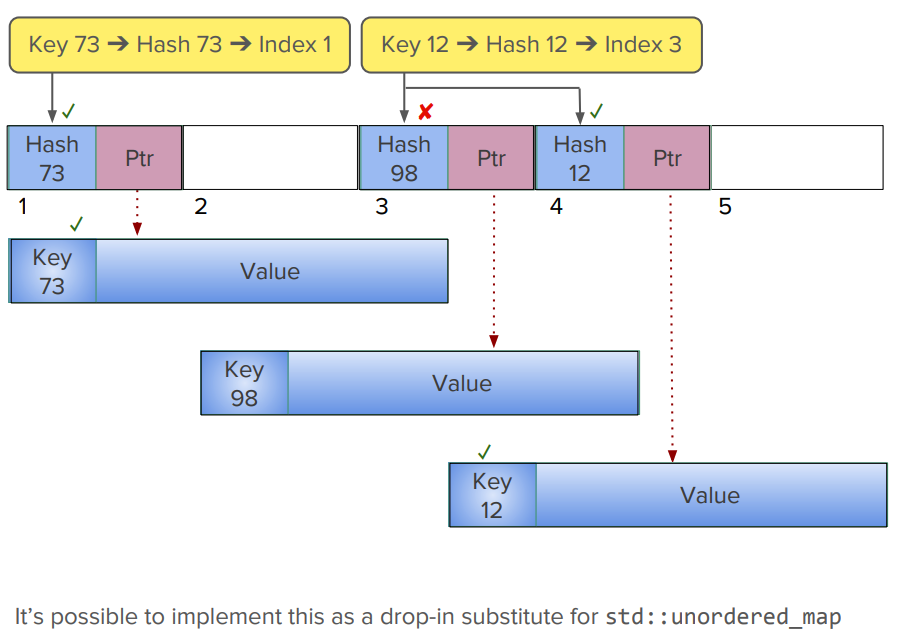 Key 73 ➔ Hash 73 ➔ Index 1
Key 12 ➔ Hash 12 ➔ Index 3
✓
✘
✓
Hash
73
Ptr
Hash
98
Ptr
Hash
12
Ptr
1
2
3
4
5
✓
Key
73
Value
Key
98
Value
✓
Key
12
Value
It’s possible to implement this as a drop-in substitute for std::unordered_map